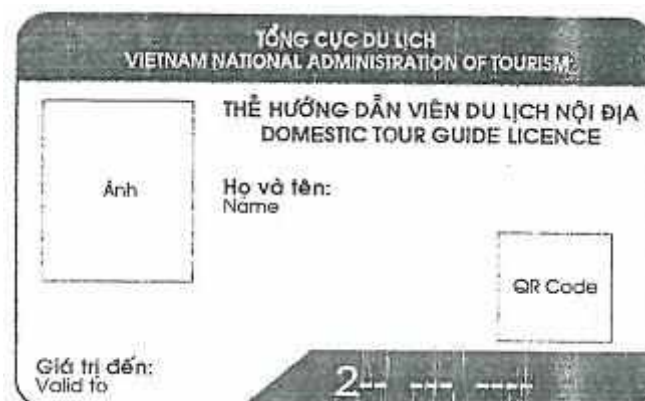 TỔNG CỤC DU LỊCH
VIETNAM NATIONAL ADMINISTRATION OF TOURISM
THẺ HƯỚNG DẪN VIÊN DU LỊCH NỘI ĐỊA
DOMESTIC TOUR GUIDE LICENCE
Ảnh
Họ và tên:
Name
QR Code
Giá trị đến:
Valid to
2-- --- ----